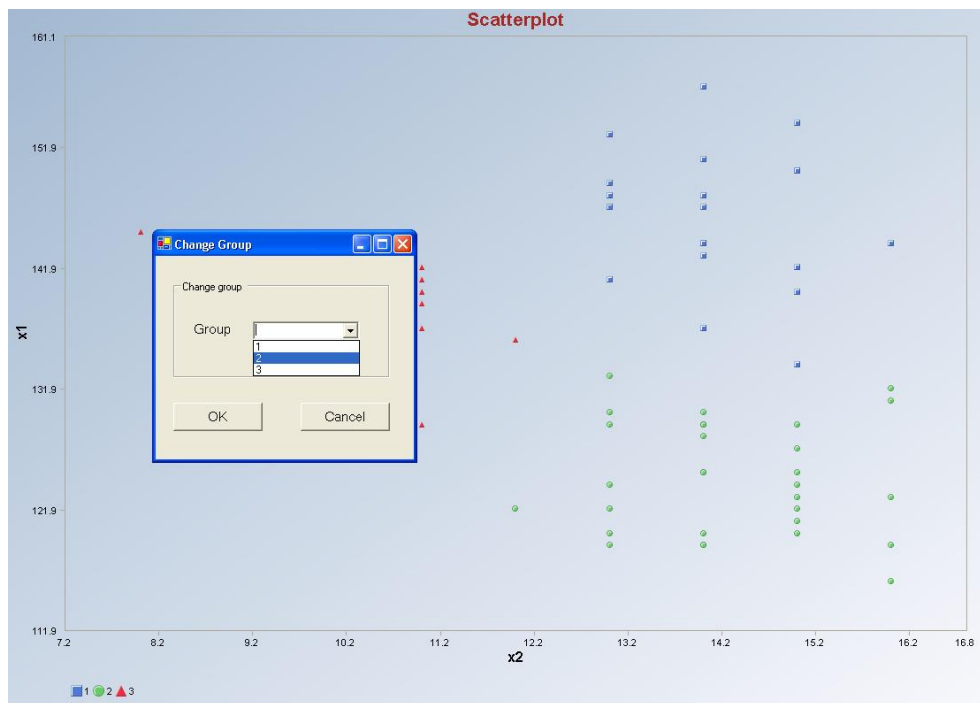 Scatterplot
161.1
151.9
141.9
131.9
121.9
111.9
x1
Change Group
Change group
Group
1
2
3
OK
Cancel
7.2 8.2 9.2 10.2 11.2 12.2 13.2 14.2 15.2 16.2 16.8
x2
1 2 3